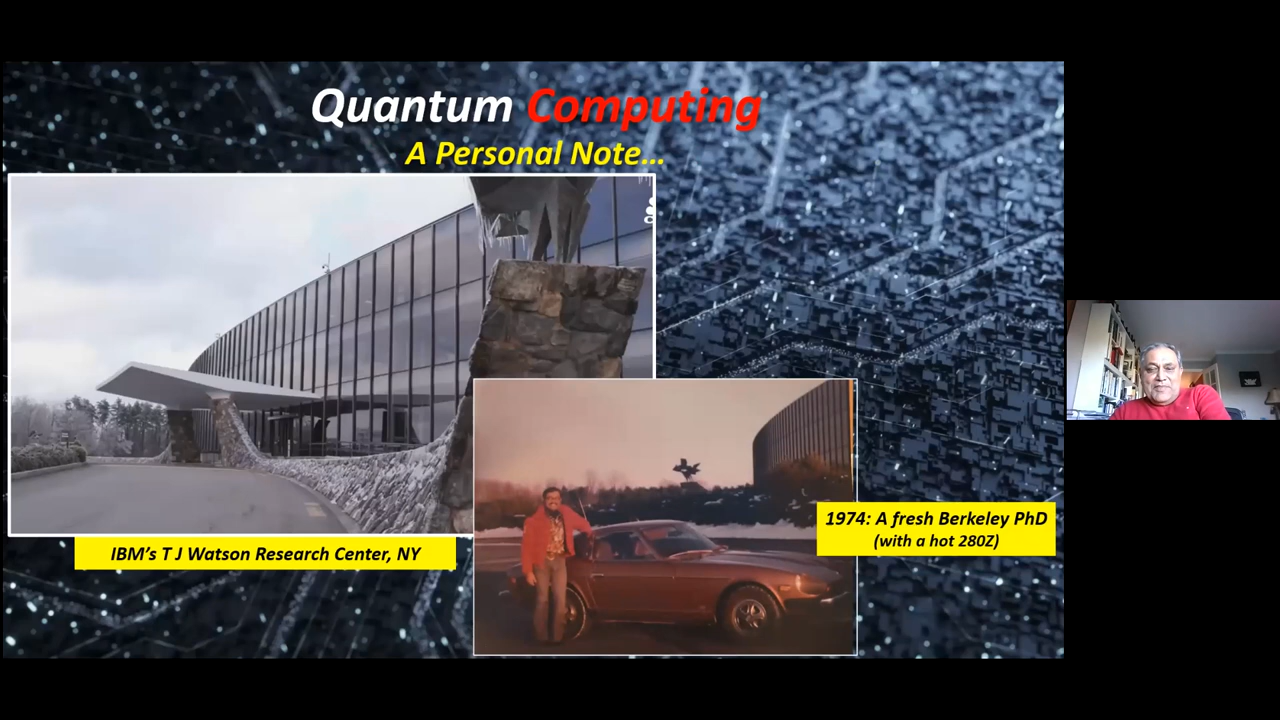 Quantum Computing
A Personal Note...
IBM's T J Watson Research Center, NY
1974: A fresh Berkeley PhD
(with a hot 280Z)